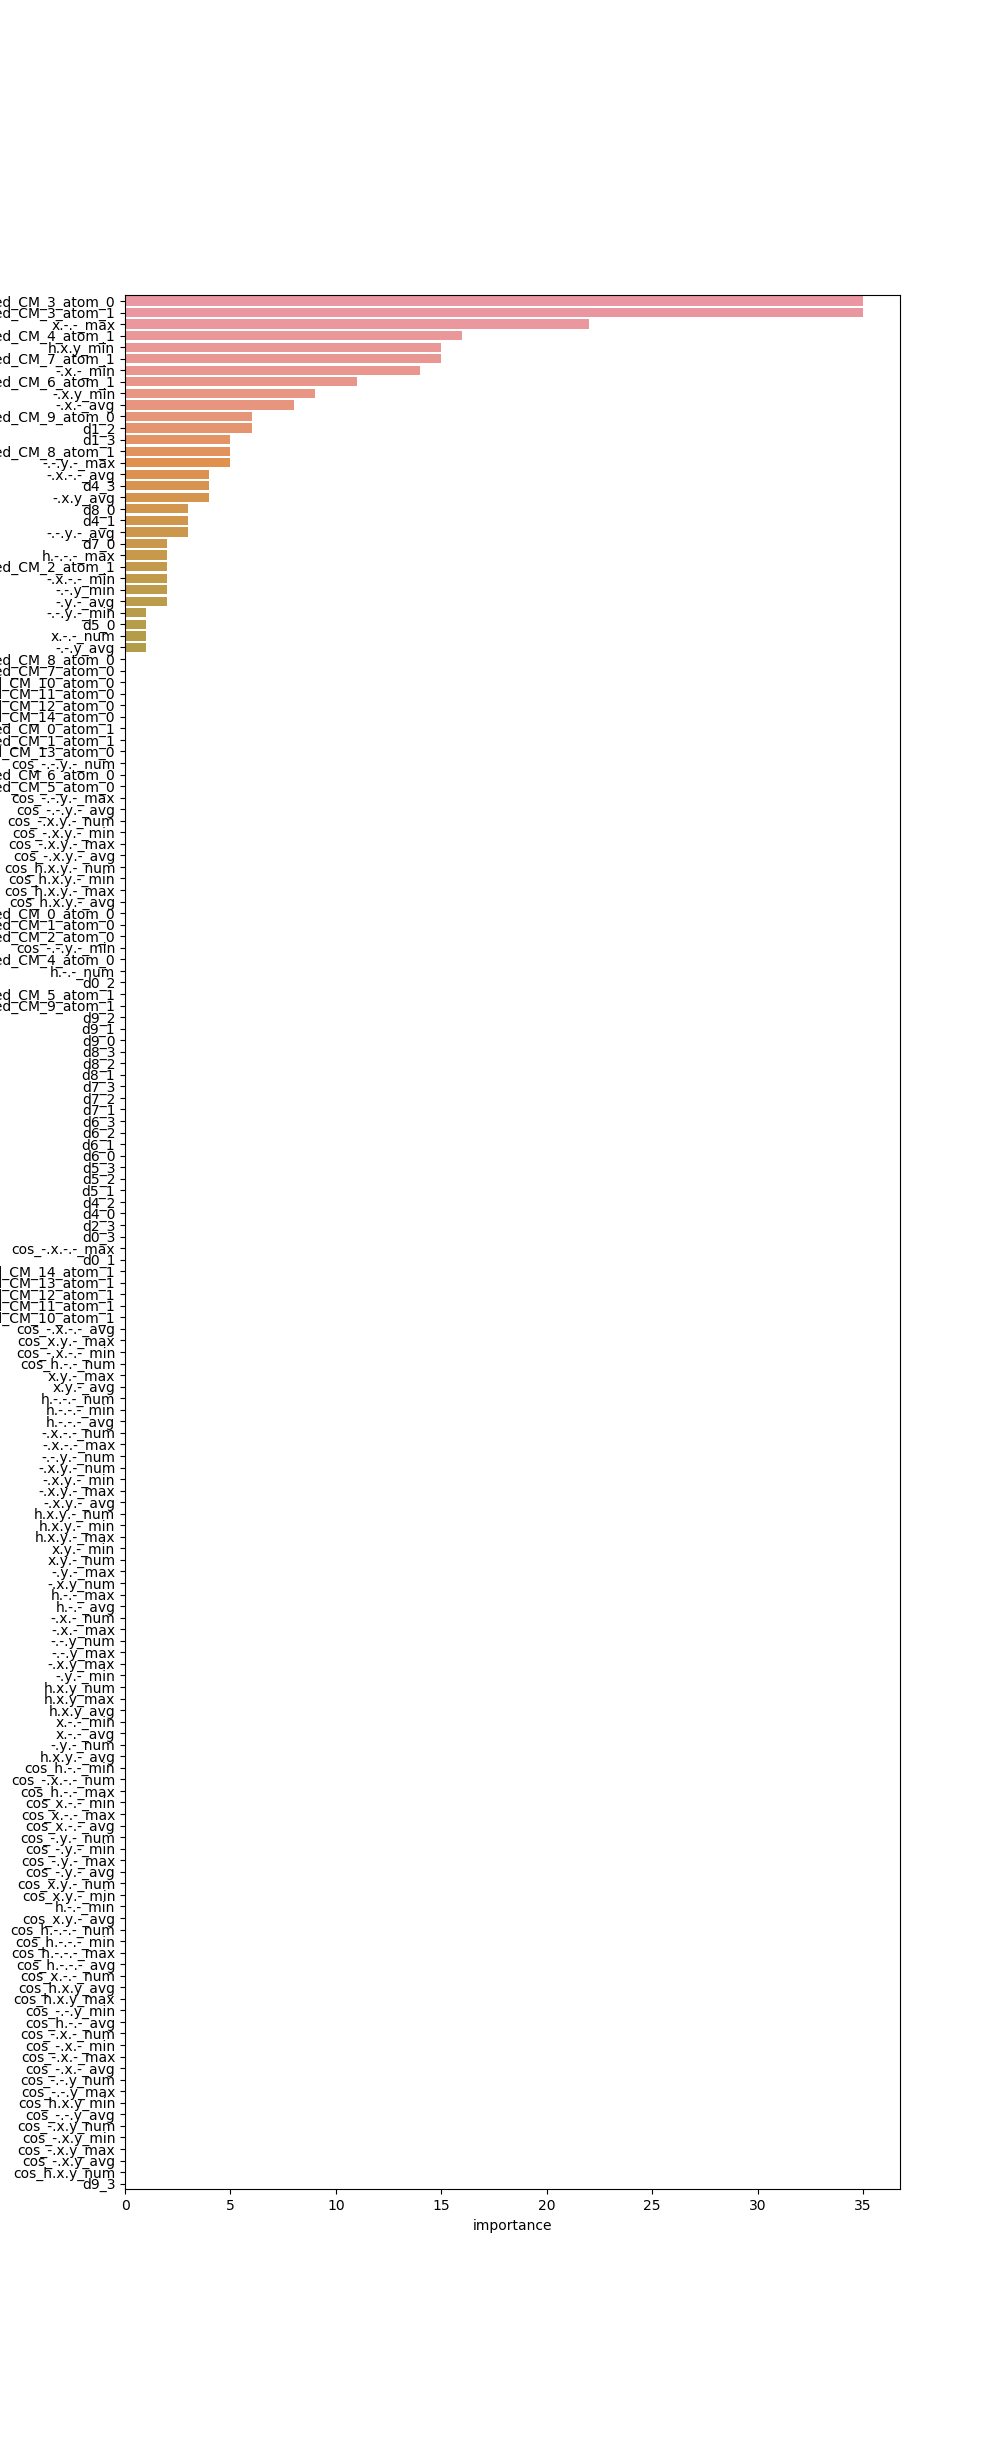 ed_CM_3_atom_0
ed_CM_3_atom_1
x.-.-_max
ed_CM_4_atom_1
h.x.y_min
ed_CM_7_atom_1
-.x.-_min
ed_CM_6_atom_1
-.x.y_min
-.x.-_avg
ed_CM_9_atom_0
d1_2
d1_3
ed_CM_8_atom_1
-.-.y.-_max
-.x.-.-_avg
d4_3
-.x.y_avg
d8_0
d4_1
-.-.y.-_avg
d7_0
h.-.-.-_max
ed_CM_2_atom_1
-.x.-.-_min
-.-.y_min
-.y.-_avg
-.-.y.-_min
d5_0
x.-.-_num
-.-.y_avg
ed_CM_8_atom_0
ed_CM_7_atom_0
d_CM_10_atom_0
d_CM_11_atom_0
d_CM_12_atom_0
d_CM_14_atom_0
ed_CM_0_atom_1
ed_CM_1_atom_1
d_CM_13_atom_0
cos_-.-.y.-_num
ed_CM_6_atom_0
ed_CM_5_atom_0
cos_-.-.y.-_max
cos_-.-.y.-_avg
cos_-.x.y.-_num
cos_-.x.y.-_min
cos_-.x.y.-_max
cos_-.x.y.-_avg
cos_h.x.y.-_num
cos_h.x.y.-_min
cos_h.x.y.-_max
cos_h.x.y.-_avg
ed_CM_0_atom_0
ed_CM_1_atom_0
ed_CM_2_atom_0
cos_-.-.y.-_min
ed_CM_4_atom_0
h.-.-_num
d0_2
ed_CM_5_atom_1
ed_CM_9_atom_1
d9_2
d9_1
d9_0
d8_3
d8_2
d8_1
d7_3
d7_2
d7_1
d6_3
d6_2
d6_1
d6_0
d5_3
d5_2
d5_1
d4_2
d4_0
d2_3
d0_3
cos_-.x.-.-_max
d0_1
d_CM_14_atom_1
d_CM_13_atom_1
d_CM_12_atom_1
d_CM_11_atom_1
d_CM_10_atom_1
cos_-.x.-.-_avg
cos_x.y.-_max
cos_-.x.-.-_min
cos_h.-.-_num
x.y.-_max
x.y.-_avg
h.-.-.-_num
h.-.-.-_min
h.-.-.-_avg
-.x.-.-_num
-.x.-.-_max
-.-.y.-_num
-.x.y.-_num
-.x.y.-_min
-.x.y.-_max
-.x.y.-_avg
h.x.y.-_num
h.x.y.-_min
h.x.y.-_max
x.y.-_min
x.y.-_num
-.y.-_max
-.x.y_num
h.-.-_max
h.-.-_avg
-.x.-_num
-.x.-_max
-.-.y_num
-.-.y_max
-.x.y_max
-.y.-_min
h.x.y_num
h.x.y_max
h.x.y_avg
x.-.-_min
x.-.-_avg
-.y.-_num
h.x.y.-_avg
cos_h.-.-_min
cos_-.x.-.-_num
cos_h.-.-_max
cos_x.-.-_min
cos_x.-.-_max
cos_x.-.-_avg
cos_-.y.-_num
cos_-.y.-_min
cos_-.y.-_max
cos_-.y.-_avg
cos_x.y.-_num
cos_x.y.-_min
h.-.-_min
cos_x.y.-_avg
cos_h.-.-.-_num
cos_h.-.-.-_min
cos_h.-.-.-_max
cos_h.-.-.-_avg
cos_x.-.-_num
cos_h.x.y_avg
cos_h.x.y_max
cos_-.-.y_min
cos_h.-.-_avg
cos_-.x.-_num
cos_-.x.-_min
cos_-.x.-_max
cos_-.x.-_avg
cos_-.-.y_num
cos_-.-.y_max
cos_h.x.y_min
cos_-.-.y_avg
cos_-.x.y_num
cos_-.x.y_min
cos_-.x.y_max
cos_-.x.y_avg
cos_h.x.y_num
d9_3
0 5 10 15 20 25 30 35
importance